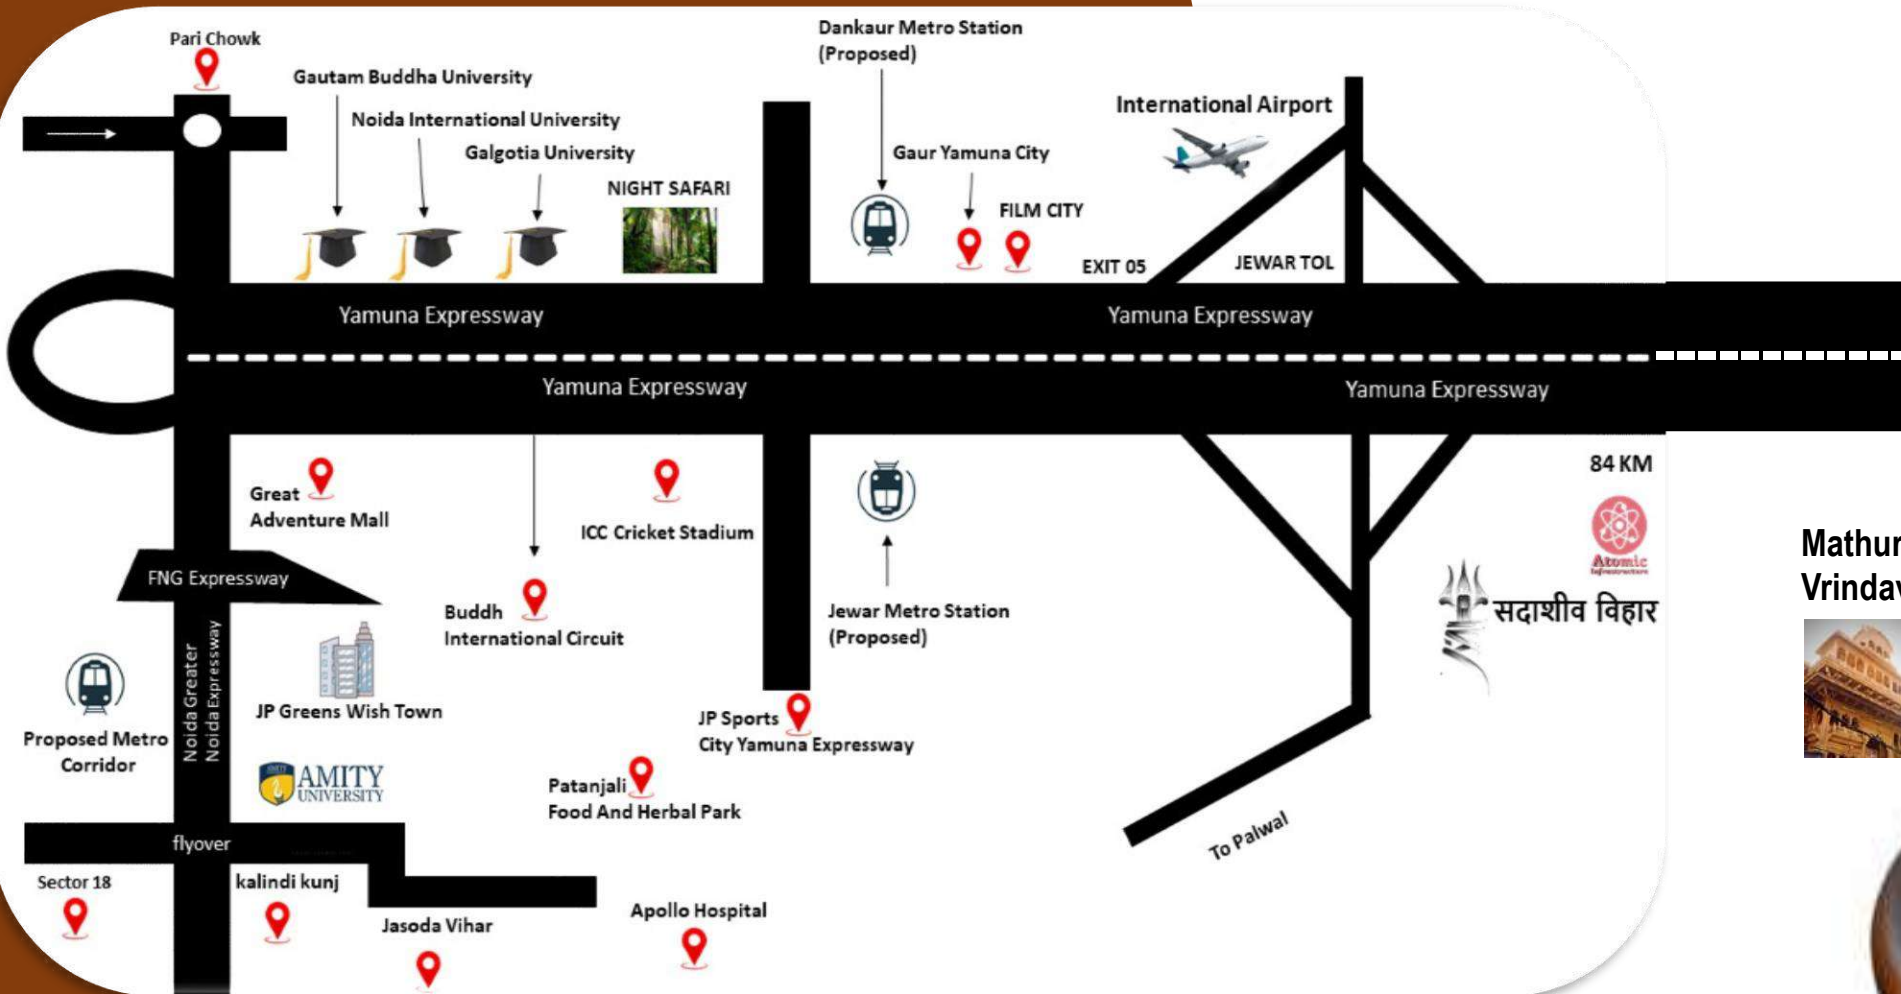 Pari Chowk
Gautam Buddha University
Noida International University
Galgotia University
NIGHT SAFARI
Dankaur Metro Station
(Proposed)
Gaur Yamuna City
FILM CITY
International Airport
EXIT 05
JEWAR TOL
Yamuna Expressway
Yamuna Expressway
Yamuna Expressway
Yamuna Expressway
Great
Adventure Mall
ICC Cricket Stadium
84 KM
Atomic
Infrastructure
Mathur
Vrindav
सदाशीव विहार
FNG Expressway
Buddh
International Circuit
Jewar Metro Station
(Proposed)
Noida Greater
Noida Expressway
JP Greens Wish Town
Proposed Metro
Corridor
JP Sports
City Yamuna Expressway
AMITY
UNIVERSITY
Patanjali
Food And Herbal Park
To Palwal
flyover
Sector 18
kalindi kunj
Jasoda Vihar
Apollo Hospital